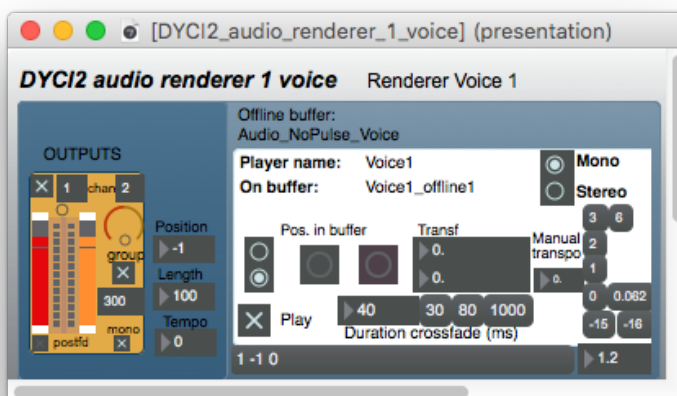 [DYCI2_audio_renderer_1_voice] (presentation)
DYCI2 audio renderer 1 voice Renderer Voice 1
Offline buffer:
Audio_NoPulse_Voice
OUTPUTS
1 chan 2
group
300
mono
postfd
Position
-1
Length
100
Tempo
0
Player name: Voice1
On buffer: Voice1_offline1
Mono
Stereo
Pos. in buffer
Transf
0.
0.
Manual
transpo
0.
3 6
2
1
0 0.062
-15 -16
Play
40 30 80 1000
Duration crossfade (ms)
1 -1 0
1.2